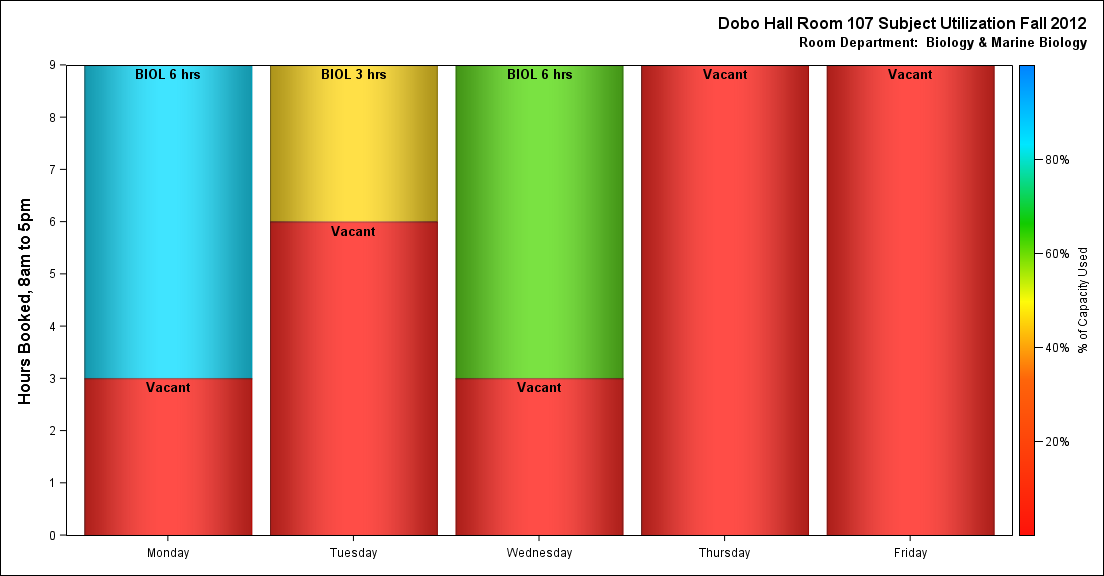 Dobo Hall Room 107 Subject Utilization Fall 2012
Room Department:  Biology & Marine Biology
Hours Booked, 8am to 5pm
9
8
7
6
5
4
3
2
1
0
BIOL 6 hrs
Vacant
BIOL 3 hrs
Vacant
BIOL 6 hrs
Vacant
Vacant
Vacant
Monday
Tuesday
Wednesday
Thursday
Friday
80%
60%
40%
20%
% of Capacity Used